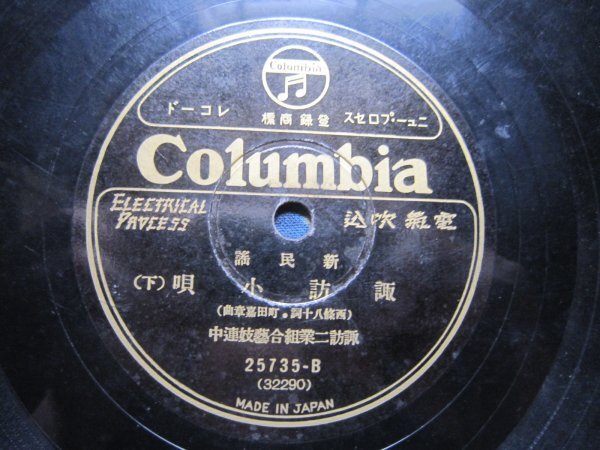 Columbia
ニュープロセス 登録商標 レコード
Columbia
ELECTRICAL PROCESS
電氣吹込
新民謠
諏訪小唄 (下)
(西條八十詞・町田嘉章曲)
諏訪二業組合藝妓連中
25735-B
(32290)
MADE IN JAPAN